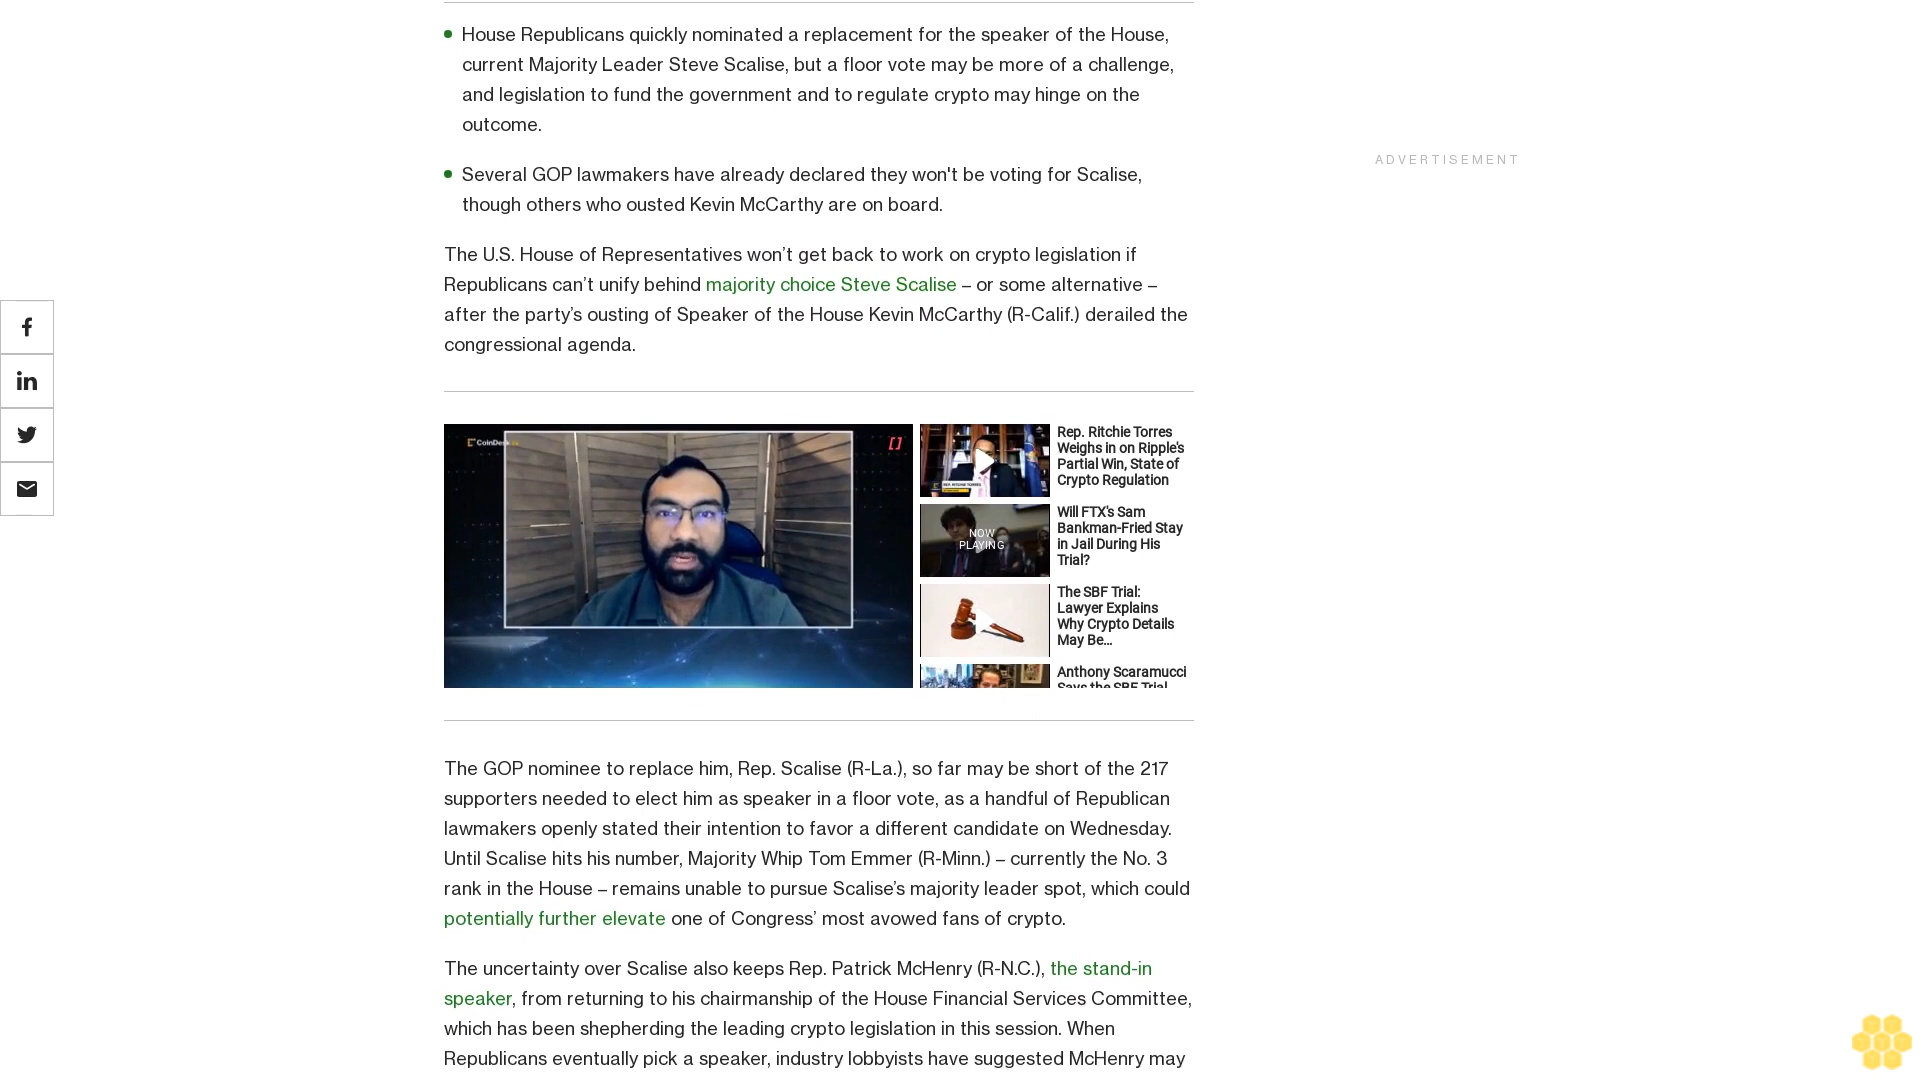 House Republicans quickly nominated a replacement for the speaker of the House,
current Majority Leader Steve Scalise, but a floor vote may be more of a challenge,
and legislation to fund the government and to regulate crypto may hinge on the
outcome.
Several GOP lawmakers have already declared they won't be voting for Scalise,
though others who ousted Kevin McCarthy are on board.
ADVERTISEMENT
The U.S. House of Representatives won’t get back to work on crypto legislation if
Republicans can’t unify behind majority choice Steve Scalise – or some alternative –
after the party’s ousting of Speaker of the House Kevin McCarthy (R-Calif.) derailed the
congressional agenda.
CoinDesk
Rep. Ritchie Torres
Weighs in on Ripple's
Partial Win, State of
Crypto Regulation
REP. RITCHIE TORRES
NOW
PLAYING
Will FTX's Sam
Bankman-Fried Stay
in Jail During His
Trial?
The SBF Trial:
Lawyer Explains
Why Crypto Details
May Be...
Anthony Scaramucci
Says the SBF Trial
The GOP nominee to replace him, Rep. Scalise (R-La.), so far may be short of the 217
supporters needed to elect him as speaker in a floor vote, as a handful of Republican
lawmakers openly stated their intention to favor a different candidate on Wednesday.
Until Scalise hits his number, Majority Whip Tom Emmer (R-Minn.) – currently the No. 3
rank in the House – remains unable to pursue Scalise’s majority leader spot, which could
potentially further elevate one of Congress’ most avowed fans of crypto.
The uncertainty over Scalise also keeps Rep. Patrick McHenry (R-N.C.), the stand-in
speaker, from returning to his chairmanship of the House Financial Services Committee,
which has been shepherding the leading crypto legislation in this session. When
Republicans eventually pick a speaker, industry lobbyists have suggested McHenry may